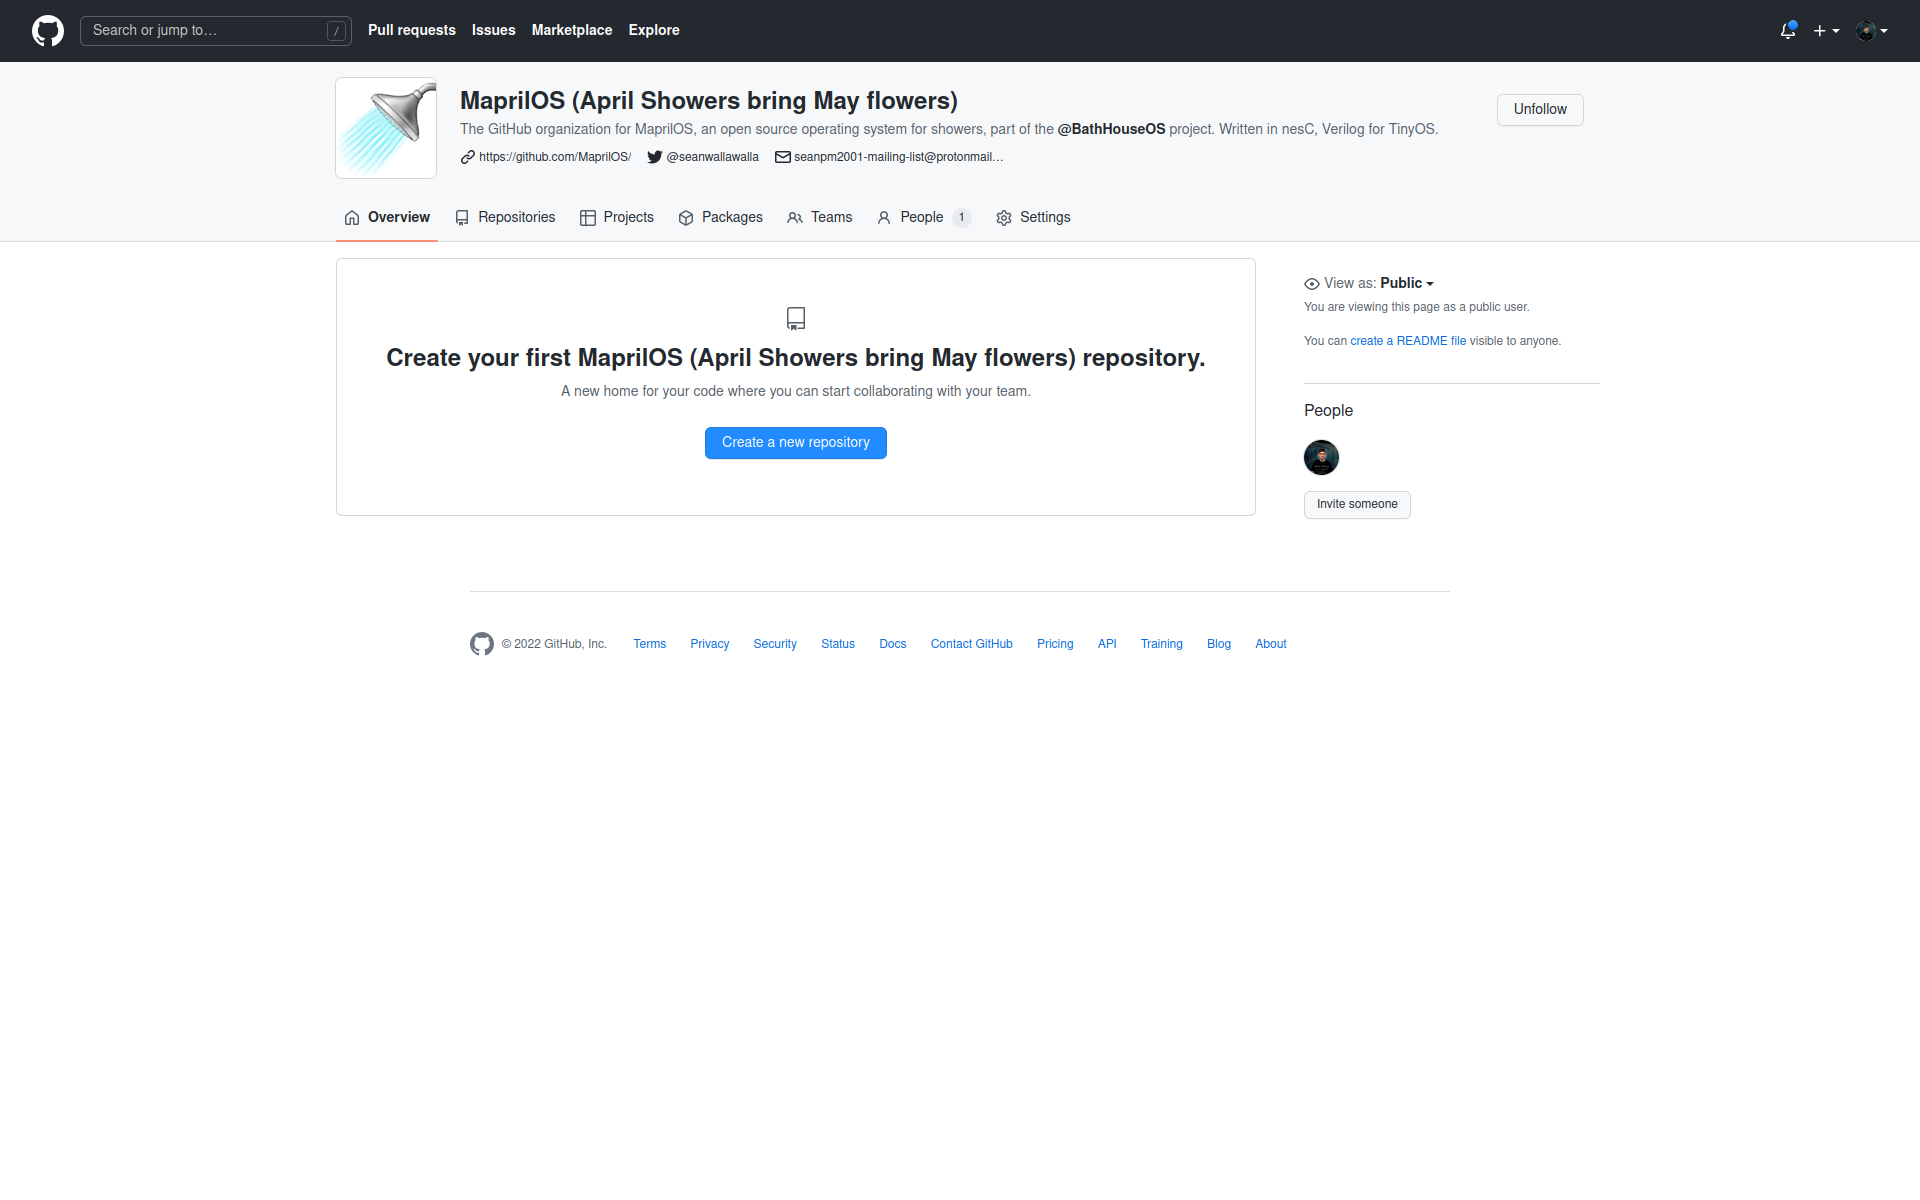 Search or jump to… /
Pull requests Issues Marketplace Explore
MaprilOS (April Showers bring May flowers)
Unfollow
The GitHub organization for MaprilOS, an open source operating system for showers, part of the @BathHouseOS project. Written in nesC, Verilog for TinyOS.
https://github.com/MaprilOS/ @seanwallawalla seanpm2001-mailing-list@protonmail…
Overview Repositories Projects Packages Teams People 1 Settings
Create your first MaprilOS (April Showers bring May flowers) repository.
A new home for your code where you can start collaborating with your team.
Create a new repository
View as: Public
You are viewing this page as a public user.
You can create a README file visible to anyone.
People
Invite someone
© 2022 GitHub, Inc. Terms Privacy Security Status Docs Contact GitHub Pricing API Training Blog About